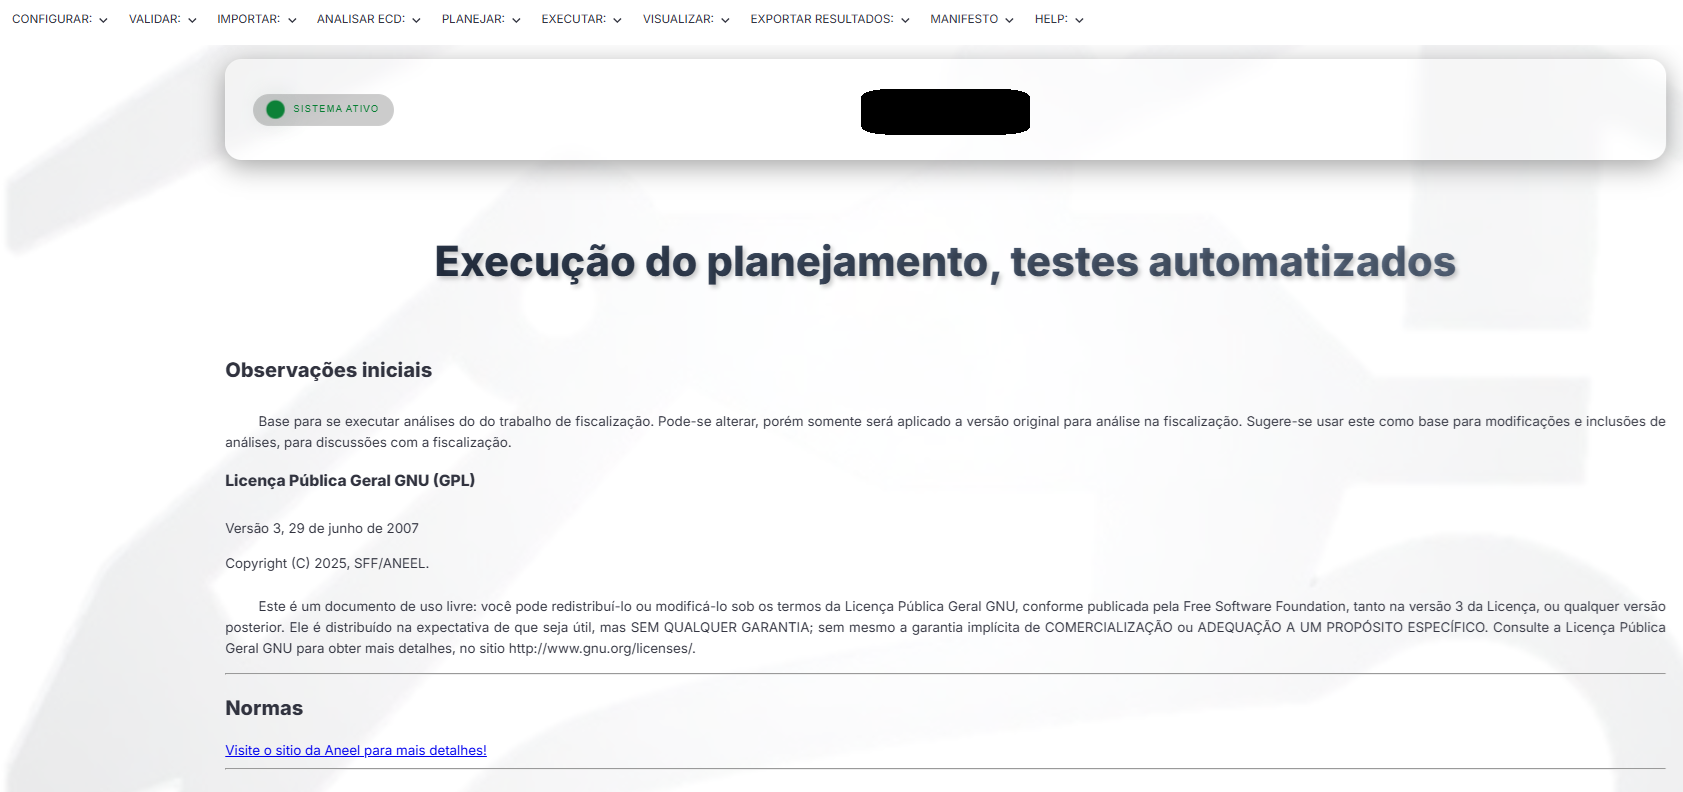 CONFIGURAR: VALIDAR: IMPORTAR: ANALISAR ECD: PLANEJAR: EXECUTAR: VISUALIZAR: EXPORTAR RESULTADOS: MANIFESTO HELP:
SISTEMA ATIVO
Execução do planejamento, testes automatizados
Observações iniciais
Base para se executar análises do do trabalho de fiscalização. Pode-se alterar, porém somente será aplicado a versão original para análise na fiscalização. Sugere-se usar este como base para modificações e inclusões de
análises, para discussões com a fiscalização.
Licença Pública Geral GNU (GPL)
Versão 3, 29 de junho de 2007
Copyright (C) 2025, SFF/ANEEL.
Este é um documento de uso livre: você pode redistribuí-lo ou modificá-lo sob os termos da Licença Pública Geral GNU, conforme publicada pela Free Software Foundation, tanto na versão 3 da Licença, ou qualquer versão
posterior. Ele é distribuído na expectativa de que seja útil, mas SEM QUALQUER GARANTIA; sem mesmo a garantia implícita de COMERCIALIZAÇÃO ou ADEQUAÇÃO A UM PROPÓSITO ESPECÍFICO. Consulte a Licença Pública
Geral GNU para obter mais detalhes, no sitio http://www.gnu.org/licenses/.
Normas
Visite o sitio da Aneel para mais detalhes!